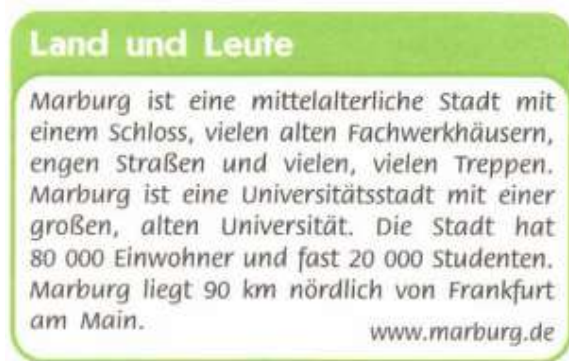 Land und Leute
Marburg ist eine mittelalterliche Stadt mit
einem Schloss, vielen alten Fachwerkhäusern,
engen Straßen und vielen, vielen Treppen.
Marburg ist eine Universitätsstadt mit einer
großen, alten Universität. Die Stadt hat
80 000 Einwohner und fast 20 000 Studenten.
Marburg liegt 90 km nördlich von Frankfurt
am Main.
www.marburg.de